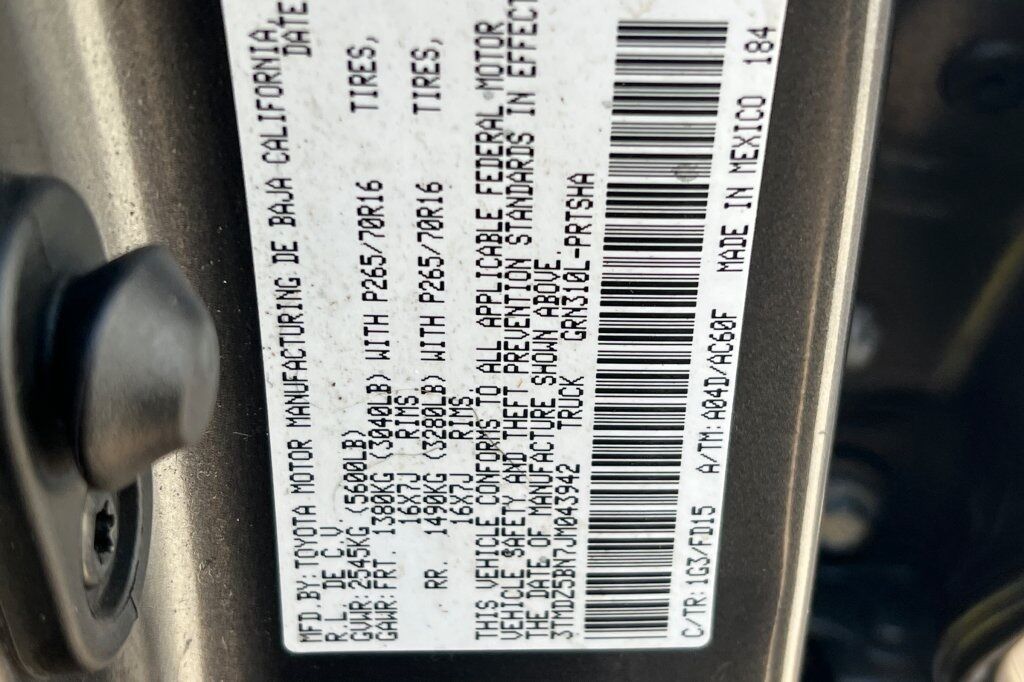 MFD.BY:TOYOTA MOTOR MANUFACTURING DE BAJA CALIFORNIA,
R.L. DE C.V. DATE
GVWR:2545KG (5600LB)
GAWR:FRT. 1380KG (3040LB) WITH P265/70R16 TIRES,
16X7J RIMS.
RR. 1490KG (3280LB) WITH P265/70R16 TIRES,
16X7J RIMS.
THIS VEHICLE CONFORMS TO ALL APPLICABLE FEDERAL MOTOR
VEHICLE SAFETY AND THEFT PREVENTION STANDARDS IN EFFECT
THE DATE OF MANUFACTURE SHOWN ABOVE.
3TMDZ5BN7JM043942 TRUCK GRN310L-PRTSHA
C/TR:1G3/FD15 A/TM:A04D/AC60F MADE IN MEXICO 184